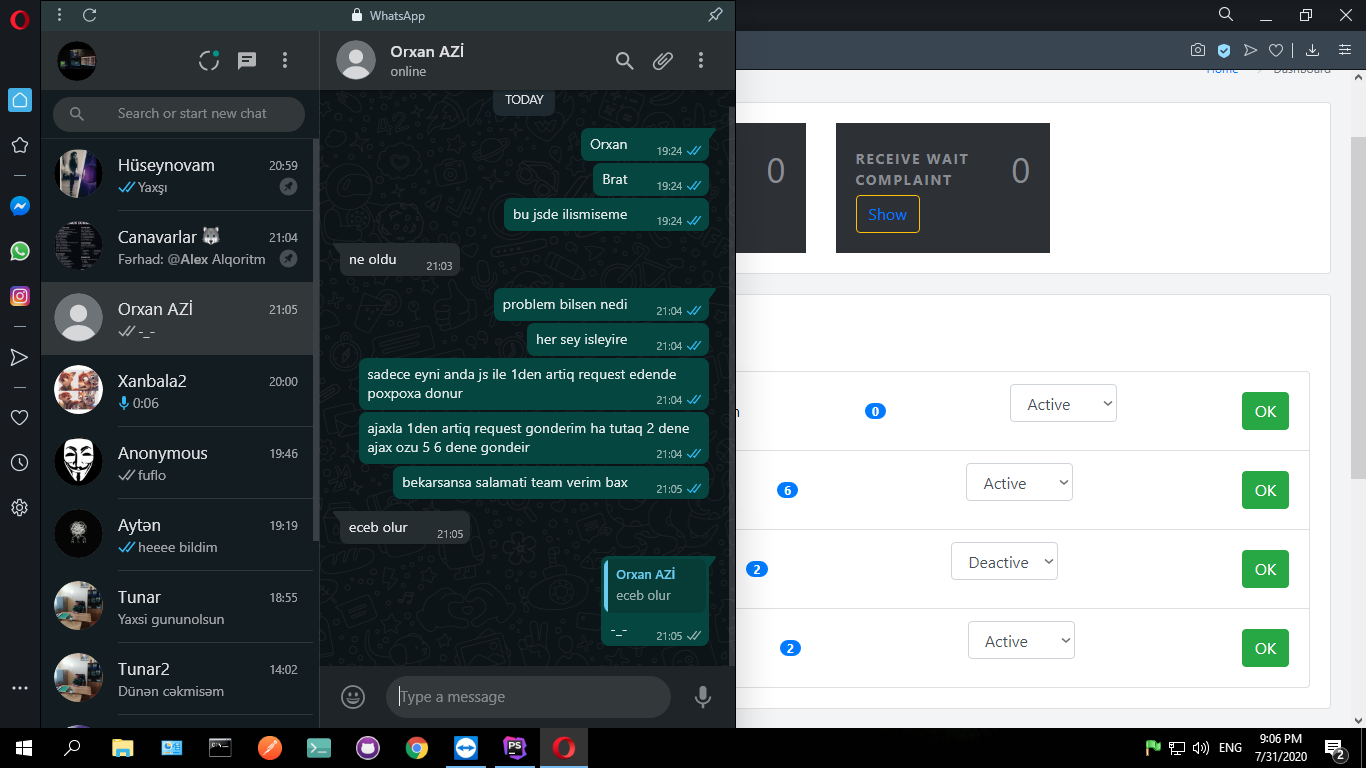 WhatsApp
Orxan AZİ
online
Search or start new chat
Hüseynovam 20:59
Yaxşı
Canavarlar 🐺 21:04
Fərhad: @Alex Alqoritm
Orxan AZİ 21:05
-_-
Xanbala2 20:00
0:06
Anonymous 19:46
fuflo
Aytən 19:19
heeee bildim
Tunar 18:55
Yaxsi gununolsun
Tunar2 14:02
Dünən cəkmisəm
TODAY
Orxan 19:24
Brat 19:24
bu jsde ilismiseme 19:24
ne oldu 21:03
problem bilsen nedi 21:04
her sey isleyire 21:04
sadece eyni anda js ile 1den artiq request edende
poxpoxa donur 21:04
ajaxla 1den artiq request gonderim ha tutaq 2 dene
ajax ozu 5 6 dene gondeir 21:04
bekarsansa salamati team verim bax 21:05
eceb olur 21:05
Orxan AZİ
eceb olur
-_- 21:05
Type a message
Home Dashboard
0
RECEIVE WAIT
COMPLAINT
0
Show
0 Active OK
6 Active OK
2 Deactive OK
2 Active OK
PS
ENG
9:06 PM
7/31/2020
2